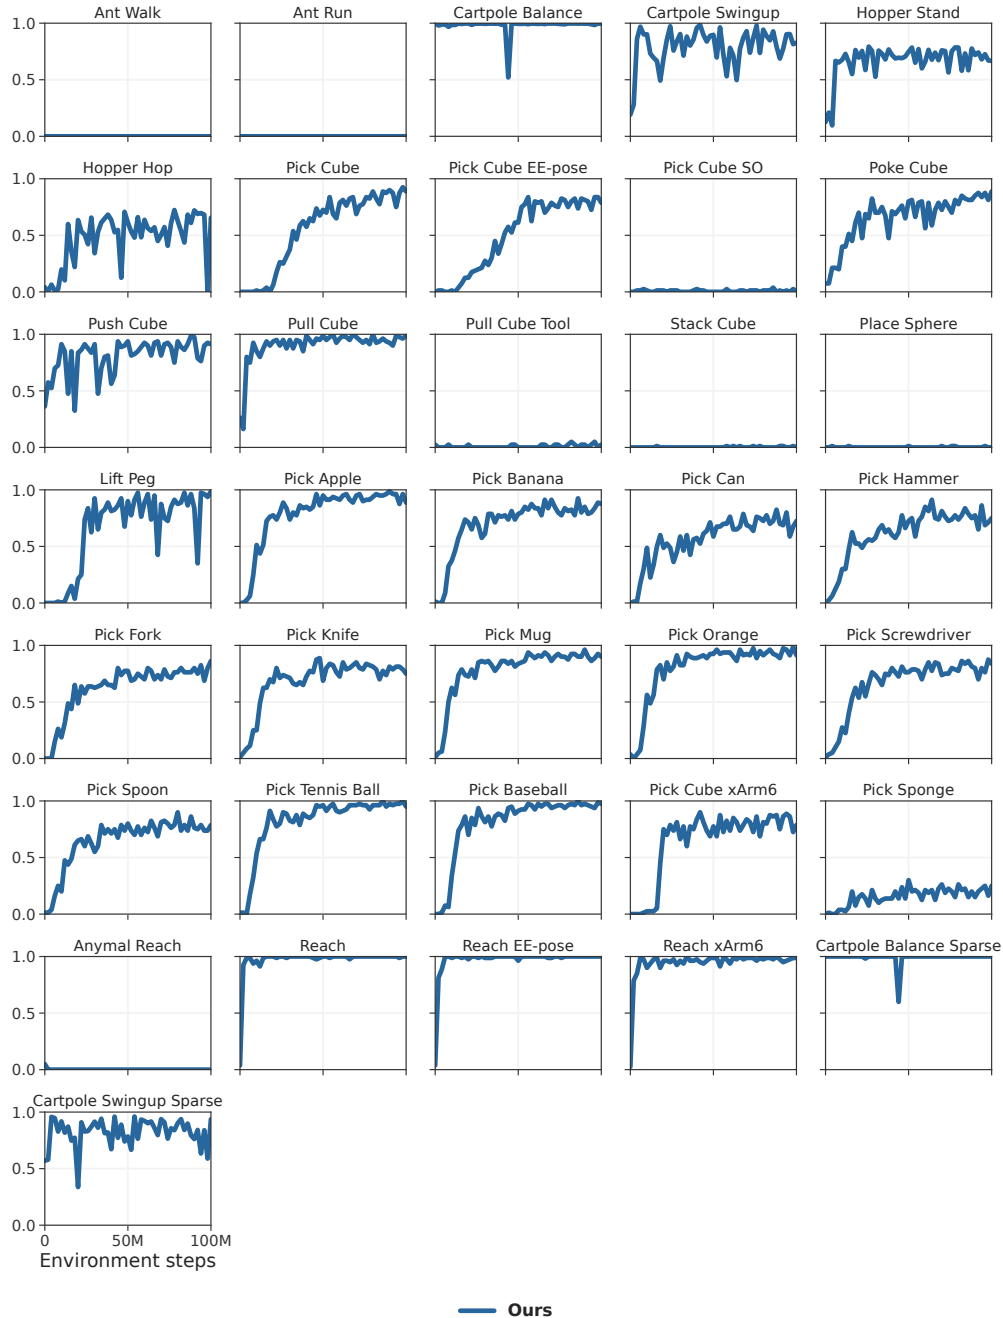 Ant Walk
Ant Run
Cartpole Balance
Cartpole Swingup
Hopper Stand
1.0
0.5
0.0
Hopper Hop
Pick Cube
Pick Cube EE-pose
Pick Cube SO
Poke Cube
1.0
0.5
0.0
Push Cube
Pull Cube
Pull Cube Tool
Stack Cube
Place Sphere
1.0
0.5
0.0
Lift Peg
Pick Apple
Pick Banana
Pick Can
Pick Hammer
1.0
0.5
0.0
Pick Fork
Pick Knife
Pick Mug
Pick Orange
Pick Screwdriver
1.0
0.5
0.0
Pick Spoon
Pick Tennis Ball
Pick Baseball
Pick Cube xArm6
Pick Sponge
1.0
0.5
0.0
Anymal Reach
Reach
Reach EE-pose
Reach xArm6
Cartpole Balance Sparse
1.0
0.5
0.0
Cartpole Swingup Sparse
1.0
0.5
0.0
0 50M 100M
Environment steps
Ours